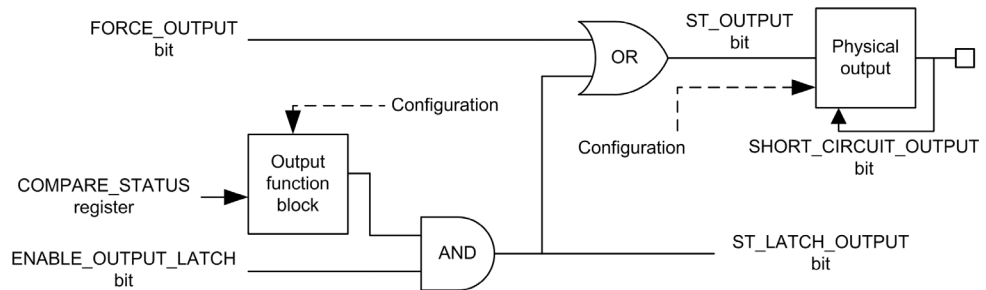 FORCE_OUTPUT
bit
OR
ST_OUTPUT
bit
Physical
output
Configuration
Configuration
SHORT_CIRCUIT_OUTPUT
bit
Output
function
block
COMPARE_STATUS
register
AND
ENABLE_OUTPUT_LATCH
bit
ST_LATCH_OUTPUT
bit